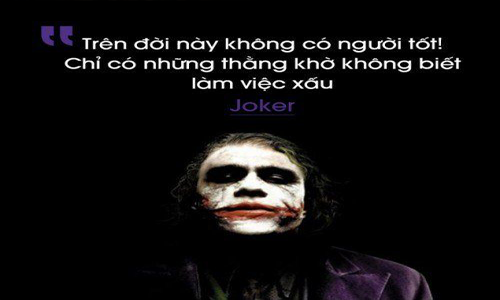 Trên đời này không có người tốt!
Chỉ có những thằng khờ không biết
làm việc xấu
Joker